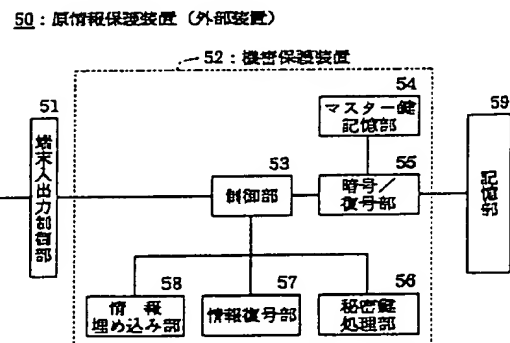 50：原情報保護装置（外部装置）
52：機密保護装置
51
端末入出力部制御部
54
マスター鍵
記憶部
59
記憶部
53
制御部
55
暗号／
復号部
58
情報
埋め込み部
57
情報復号部
56
秘密鍵
処理部